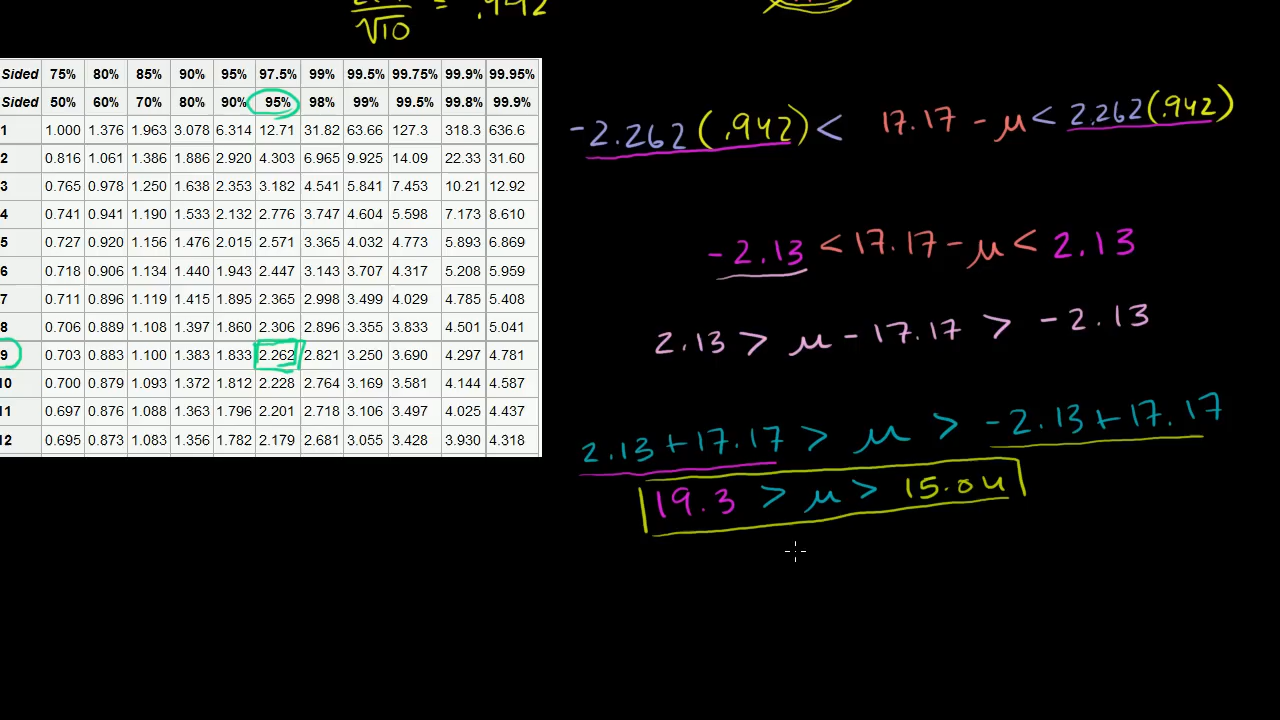 √10 = .942
Sided 75% 80% 85% 90% 95% 97.5% 99% 99.5% 99.75% 99.9% 99.95%
Sided 50% 60% 70% 80% 90% 95% 98% 99% 99.5% 99.8% 99.9%
1 1.000 1.376 1.963 3.078 6.314 12.71 31.82 63.66 127.3 318.3 636.6
2 0.816 1.061 1.386 1.886 2.920 4.303 6.965 9.925 14.09 22.33 31.60
3 0.765 0.978 1.250 1.638 2.353 3.182 4.541 5.841 7.453 10.21 12.92
4 0.741 0.941 1.190 1.533 2.132 2.776 3.747 4.604 5.598 7.173 8.610
5 0.727 0.920 1.156 1.476 2.015 2.571 3.365 4.032 4.773 5.893 6.869
6 0.718 0.906 1.134 1.440 1.943 2.447 3.143 3.707 4.317 5.208 5.959
7 0.711 0.896 1.119 1.415 1.895 2.365 2.998 3.499 4.029 4.785 5.408
8 0.706 0.889 1.108 1.397 1.860 2.306 2.896 3.355 3.833 4.501 5.041
9 0.703 0.883 1.100 1.383 1.833 2.262 2.821 3.250 3.690 4.297 4.781
10 0.700 0.879 1.093 1.372 1.812 2.228 2.764 3.169 3.581 4.144 4.587
11 0.697 0.876 1.088 1.363 1.796 2.201 2.718 3.106 3.497 4.025 4.437
12 0.695 0.873 1.083 1.356 1.782 2.179 2.681 3.055 3.428 3.930 4.318
-2.262(.942) < 17.17 - μ < 2.262(.942)
-2.13 < 17.17 - μ < 2.13
2.13 > μ - 17.17 > -2.13
2.13 + 17.17 > μ > -2.13 + 17.17
19.3 > μ > 15.04